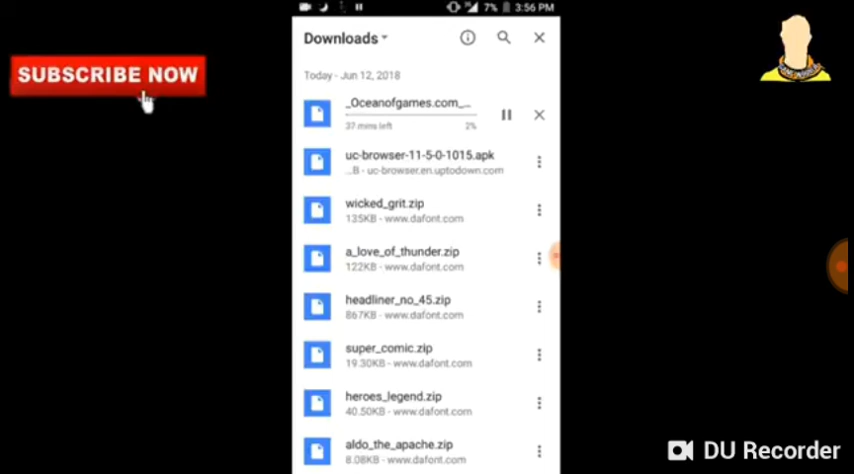 7% 3:56 PM
Downloads
SUBSCRIBE NOW
Today - Jun 12, 2018
_Oceanofgames.com_...
37 mins left 2%
uc-browser-11-5-0-1015.apk
...B - uc-browser.en.uptodown.com
wicked_grit.zip
135KB - www.dafont.com
a_love_of_thunder.zip
122KB - www.dafont.com
headliner_no_45.zip
867KB - www.dafont.com
super_comic.zip
19.30KB - www.dafont.com
heroes_legend.zip
40.50KB - www.dafont.com
aldo_the_apache.zip
8.08KB - www.dafont.com
DU Recorder